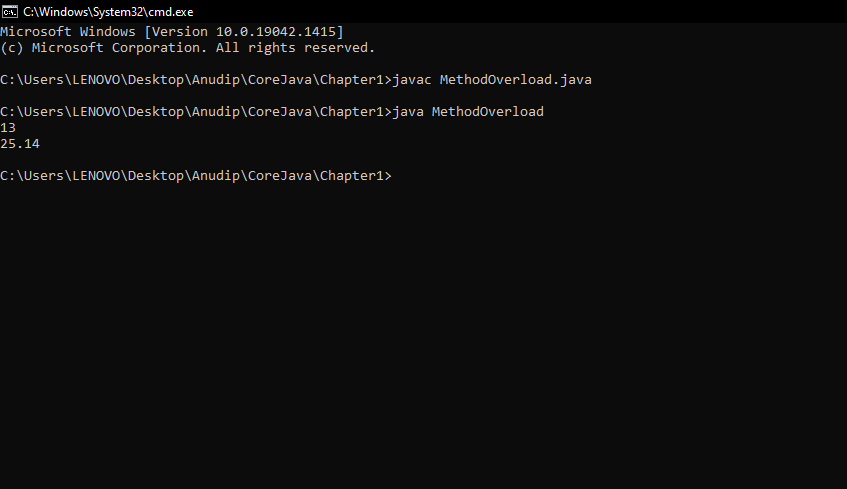 C:\Windows\System32\cmd.exe
Microsoft Windows [Version 10.0.19042.1415]
(c) Microsoft Corporation. All rights reserved.
C:\Users\LENOVO\Desktop\Anudip\CoreJava\Chapter1>javac MethodOverload.java
C:\Users\LENOVO\Desktop\Anudip\CoreJava\Chapter1>java MethodOverload
13
25.14
C:\Users\LENOVO\Desktop\Anudip\CoreJava\Chapter1>